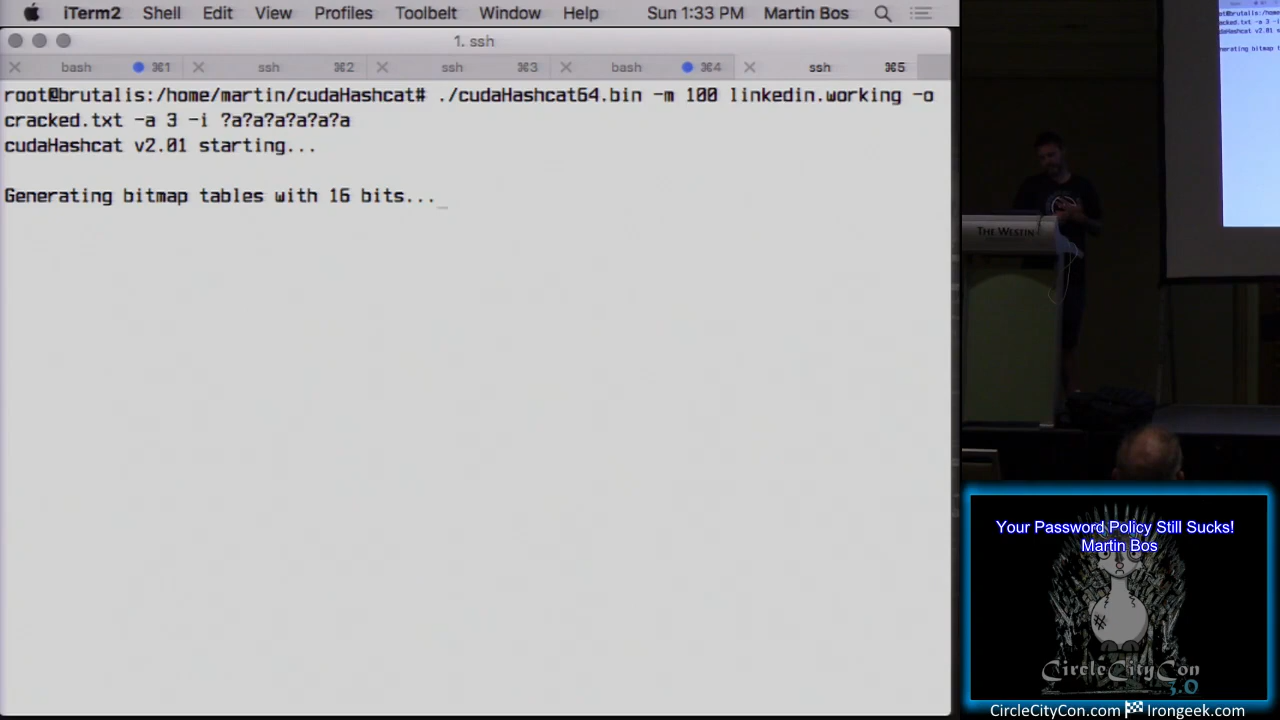 iTerm2 Shell Edit View Profiles Toolbelt Window Help Sun 1:33 PM Martin Bos
1. ssh
bash ⌘1 ssh ⌘2 ssh ⌘3 bash ⌘4 ssh ⌘5
root@brutalis:/home/martin/cudaHashcat# ./cudaHashcat64.bin -m 100 linkedin.working -o
cracked.txt -a 3 -i ?a?a?a?a?a?a
cudaHashcat v2.01 starting...
Generating bitmap tables with 16 bits..._
THE WESTIN
Your Password Policy Still Sucks!
Martin Bos
CircleCityCon
3.0
CircleCityCon.com Irongeek.com